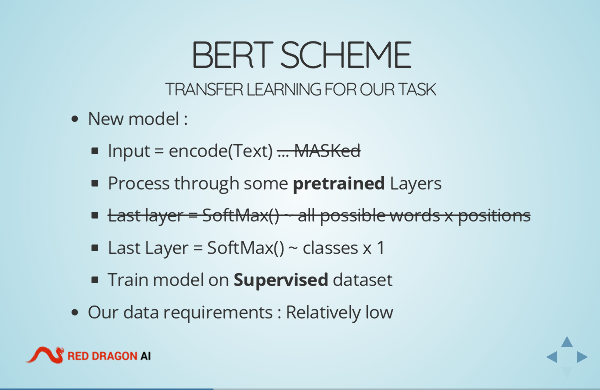 BERT SCHEME
TRANSFER LEARNING FOR OUR TASK
New model :
Input = encode(Text) ... MASKed
Process through some pretrained Layers
Last layer = SoftMax() ~ all possible words x positions
Last Layer = SoftMax() ~ classes x 1
Train model on Supervised dataset
Our data requirements : Relatively low
RED DRAGON AI